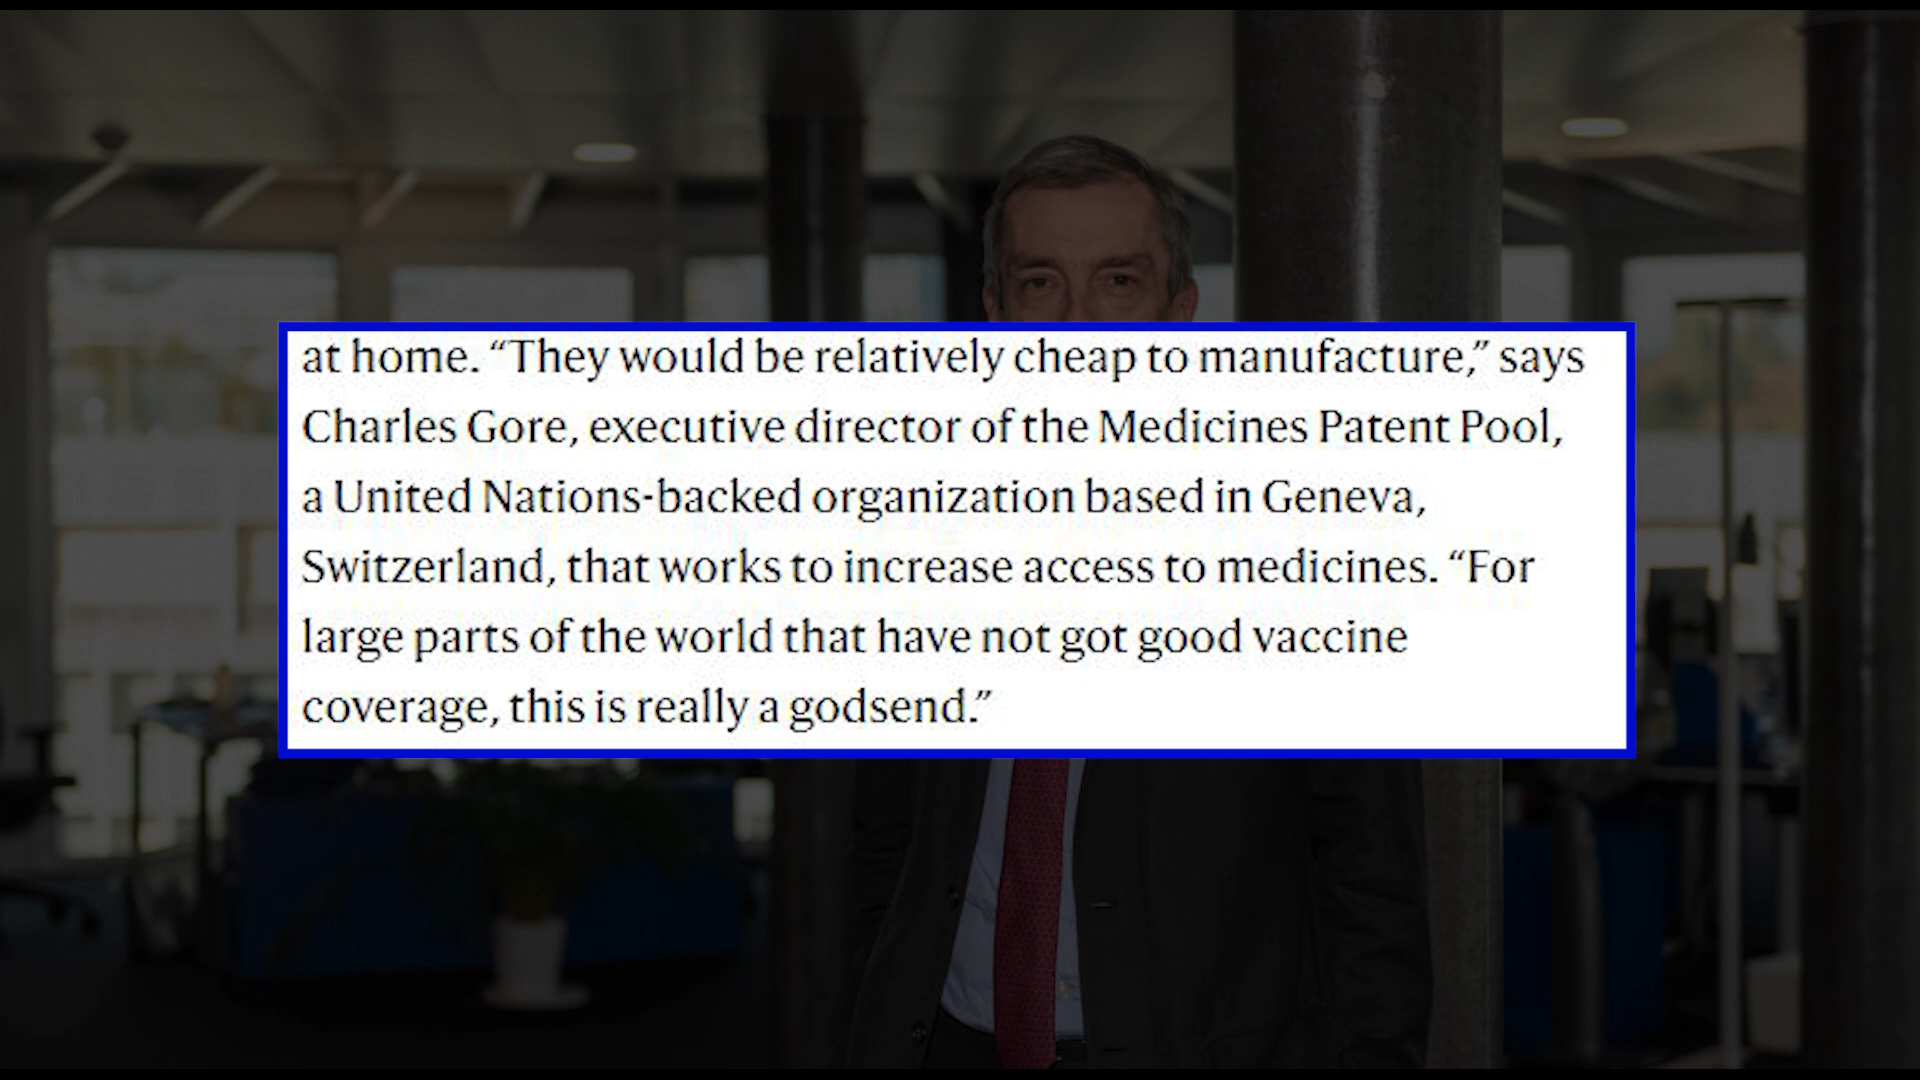 at home. “They would be relatively cheap to manufacture,” says
Charles Gore, executive director of the Medicines Patent Pool,
a United Nations-backed organization based in Geneva,
Switzerland, that works to increase access to medicines. “For
large parts of the world that have not got good vaccine
coverage, this is really a godsend.”